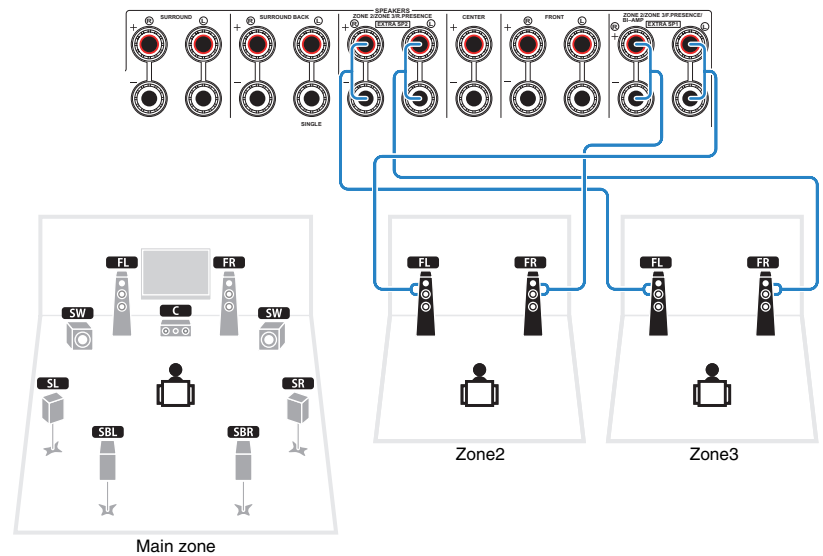 SPEAKERS
SURROUND
SURROUND BACK
ZONE 2/ZONE 3/F.PRESENCE
EXTRA SP2
CENTER
FRONT
ZONE 2/ZONE 3/F.PRESENCE/
BI-AMP
EXTRA SP1
R L R L R L R L R L
+ + + + + +
- - - - - -
SINGLE
FL FR
SW C SW
SL SR
SBL SBR
Main zone
FL FR
Zone2
FL FR
Zone3